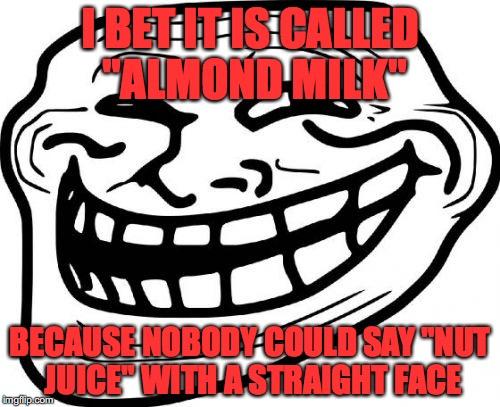 I BET IT IS CALLED
"ALMOND MILK"
BECAUSE NOBODY COULD SAY "NUT
JUICE" WITH A STRAIGHT FACE
imgflip.com